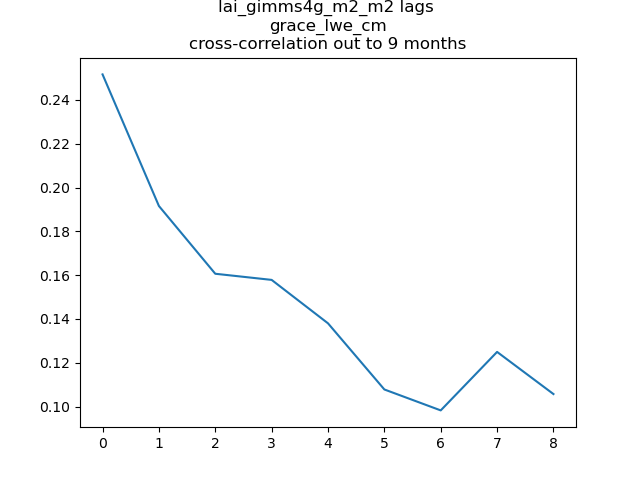 lai_gimms4g_m2_m2 lags
grace_lwe_cm
cross-correlation out to 9 months
0.24
0.22
0.20
0.18
0.16
0.14
0.12
0.10
0 1 2 3 4 5 6 7 8